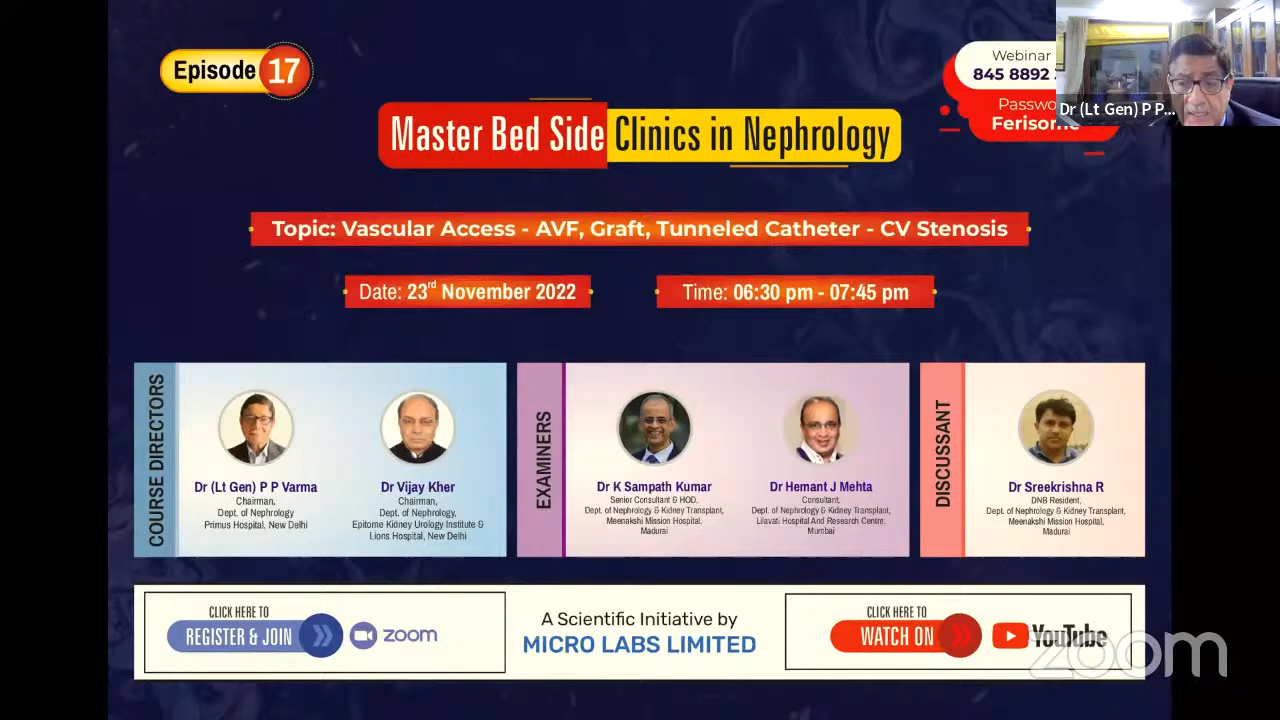 Episode 17
Webinar
845 8892
Dr (Lt Gen) P P...
Master Bed Side Clinics in Nephrology
Topic: Vascular Access - AVF, Graft, Tunneled Catheter - CV Stenosis
Date: 23rd November 2022
Time: 06:30 pm - 07:45 pm
COURSE DIRECTORS
Dr (Lt Gen) P P Varma
Chairman,
Dept. of Nephrology
Primus Hospital, New Delhi
Dr Vijay Kher
Chairman,
Dept. of Nephrology,
Epitome Kidney Urology Institute &
Lions Hospital, New Delhi
EXAMINERS
Dr K Sampath Kumar
Senior Consultant & HOD,
Dept. of Nephrology & Kidney Transplant,
Meenakshi Mission Hospital,
Madurai
Dr Hemant J Mehta
Consultant,
Dept. of Nephrology & Kidney Transplant,
Lilavati Hospital And Research Centre,
Mumbai
DISCUSSANT
Dr Sreekrishna R
DNB Resident,
Dept. of Nephrology & Kidney Transplant,
Meenakshi Mission Hospital,
Madurai
CLICK HERE TO
REGISTER & JOIN
zoom
A Scientific Initiative by
MICRO LABS LIMITED
CLICK HERE TO
WATCH ON
YouTube
zoom